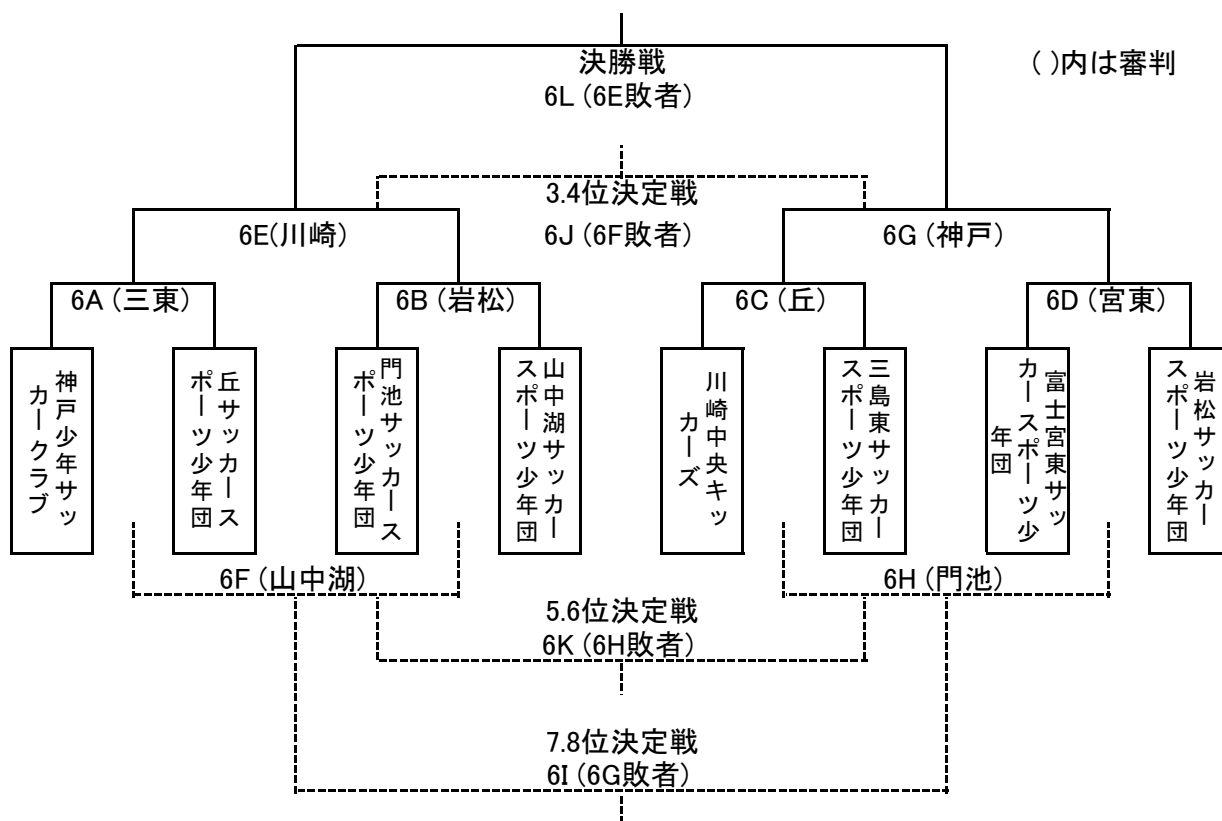 決勝戦
( )内は審判
6L (6E敗者)
3.4位決定戦
6E(川崎)
6J (6F敗者)
6G (神戸)
6A (三東)
6B (岩松)
6C (丘)
6D (宮東)
神戸少年サッ
カークラブ
丘サッカース
ポーツ少年団
門池サッカース
ポーツ少年団
山中湖サッカー
スポーツ少年団
川崎中央キッ
カーズ
三島東サッカー
スポーツ少年団
富士宮東サッ
カースポーツ少
年団
岩松サッカー
スポーツ少年団
6F (山中湖)
6H (門池)
5.6位決定戦
6K (6H敗者)
7.8位決定戦
6I (6G敗者)